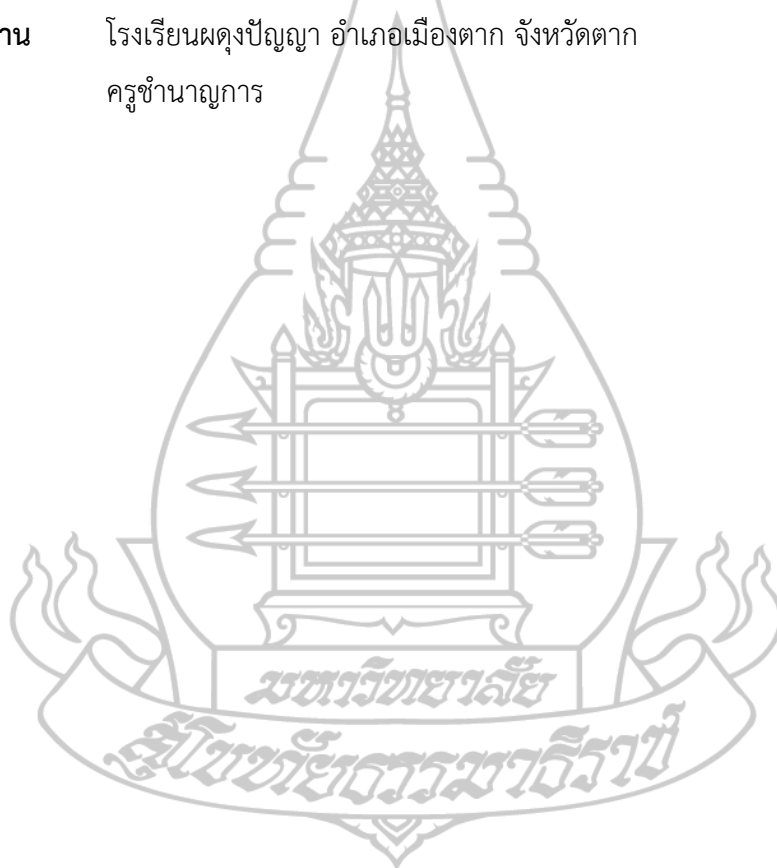 าน โรงเรียนผดุงปัญญา อำเภอเมืองตาก จังหวัดตาก
ครูชำนาญการ
มหาวิทยาลัย
สุโขทัยธรรมาธิราช